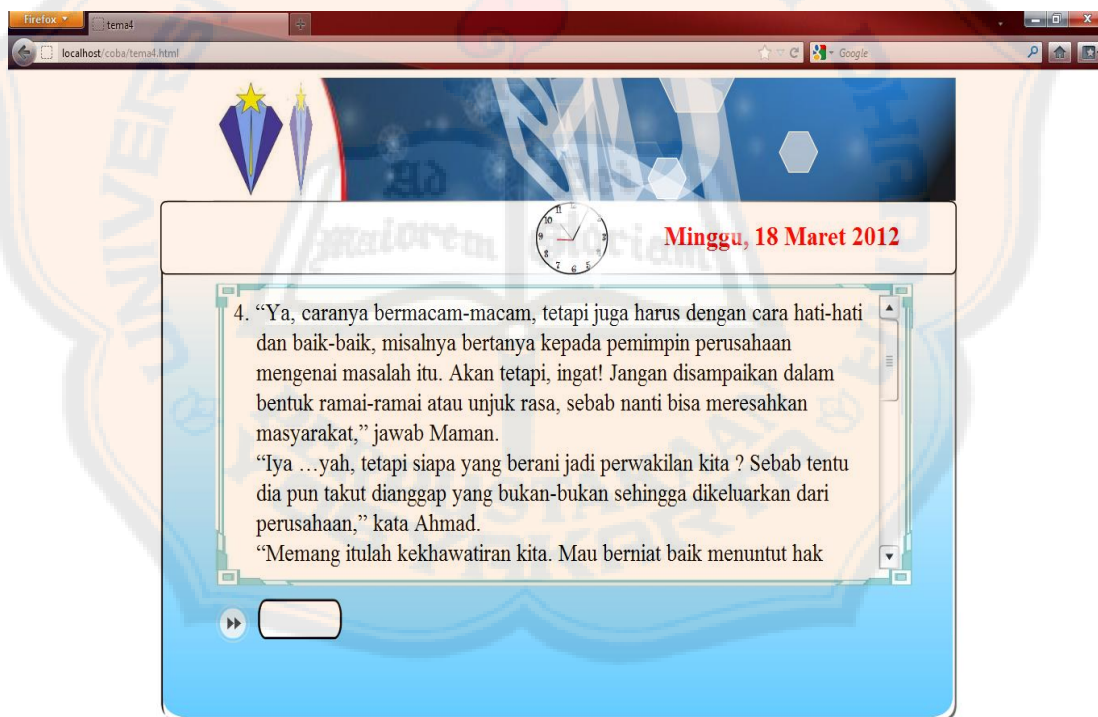 Firefox
tema4
localhost/coba/tema4.html
Google
Ad
maiorem
Minggu, 18 Maret 2012
4. “Ya, caranya bermacam-macam, tetapi juga harus dengan cara hati-hati
dan baik-baik, misalnya bertanya kepada pemimpin perusahaan
mengenai masalah itu. Akan tetapi, ingat! Jangan disampaikan dalam
bentuk ramai-ramai atau unjuk rasa, sebab nanti bisa meresahkan
masyarakat,” jawab Maman.
“Iya …yah, tetapi siapa yang berani jadi perwakilan kita ? Sebab tentu
dia pun takut dianggap yang bukan-bukan sehingga dikeluarkan dari
perusahaan,” kata Ahmad.
“Memang itulah kekhawatiran kita. Mau berniat baik menuntut hak